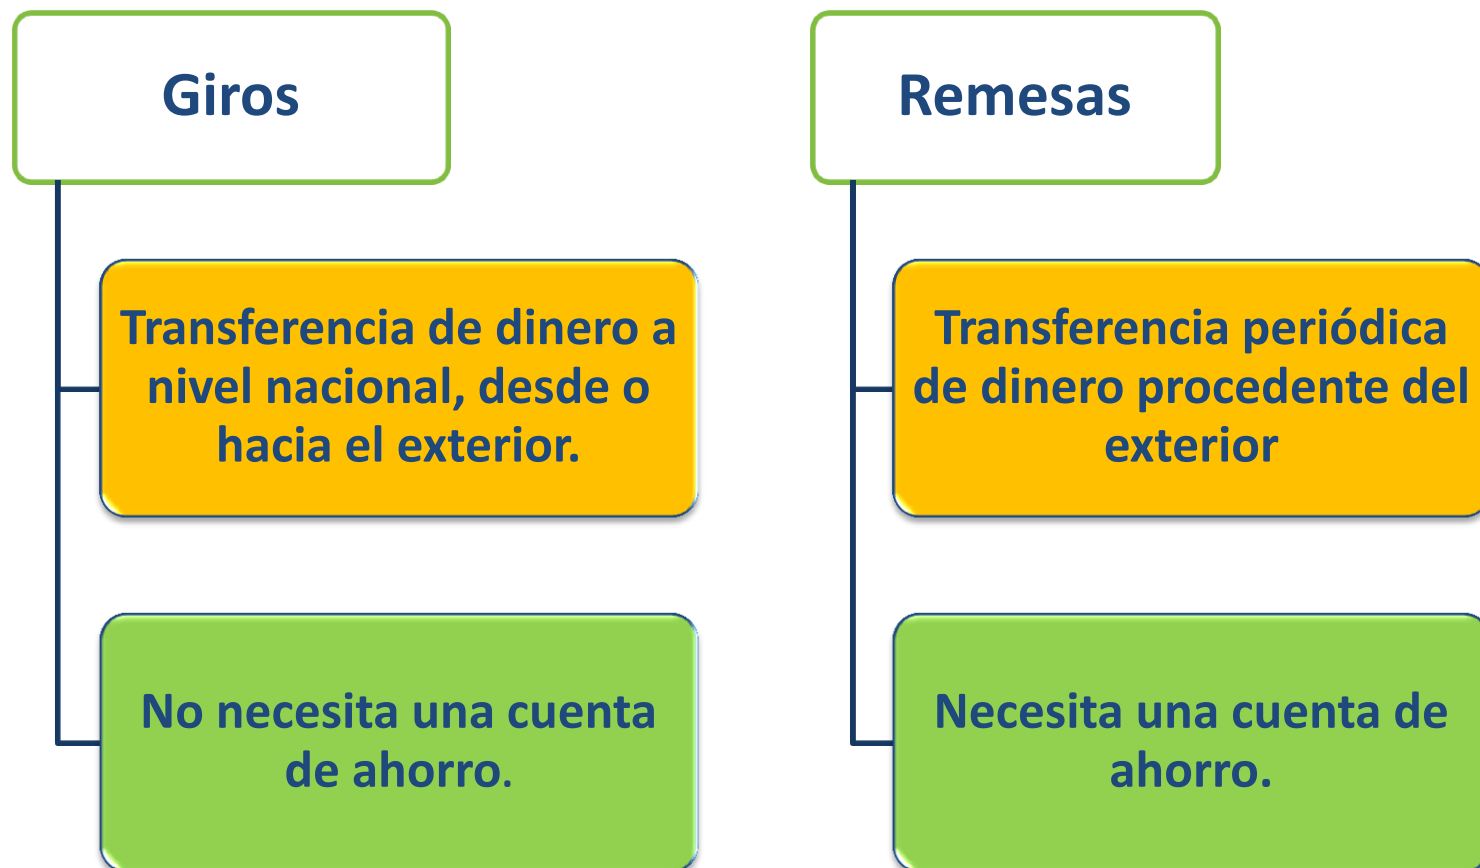 Giros
Transferencia de dinero a
nivel nacional, desde o
hacia el exterior.
No necesita una cuenta
de ahorro.
Remesas
Transferencia periódica
de dinero procedente del
exterior
Necesita una cuenta de
ahorro.